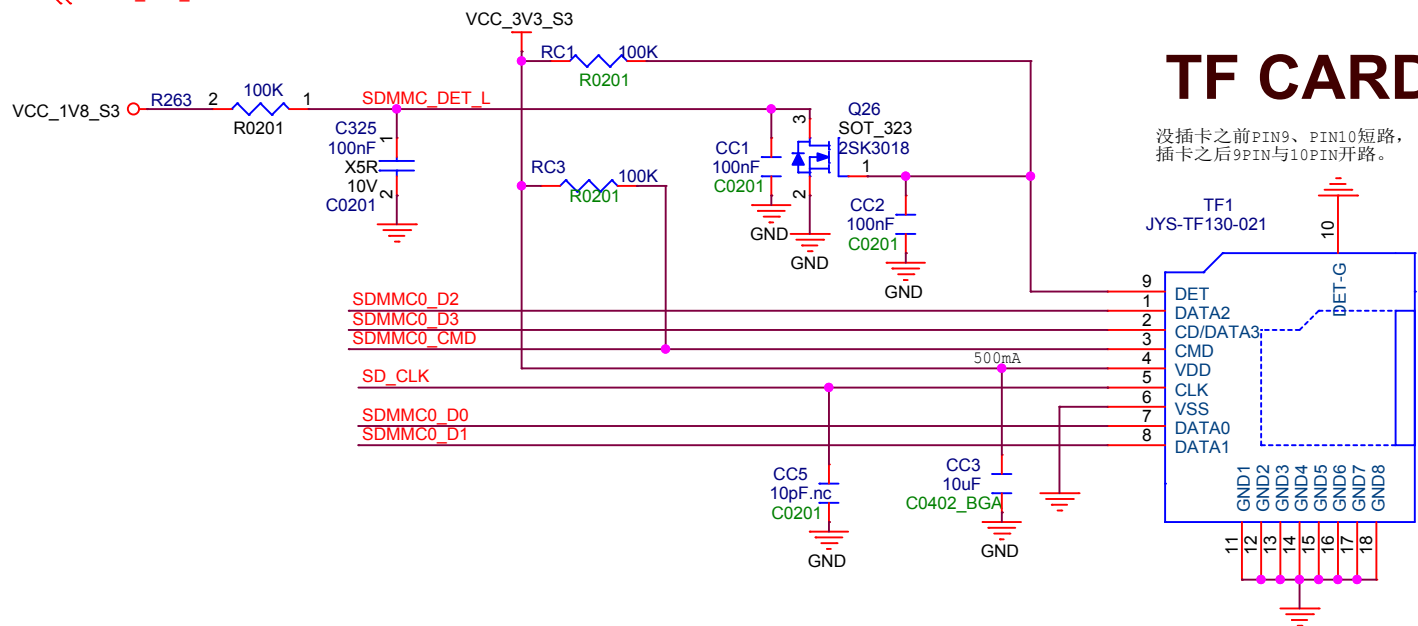 VCC_3V3_S3
RC1
100K
R0201
TF CARD
VCC_1V8_S3
R263
2
100K
1
R0201
SDMMC_DET_L
没插卡之前PIN9、PIN10短路，
插卡之后9PIN与10PIN开路。
C325
100nF
X5R
10V
C0201
1
2
RC3
100K
R0201
CC1
100nF
C0201
GND
3
2
1
Q26
SOT_323
2SK3018
GND
CC2
100nF
C0201
GND
TF1
JYS-TF130-021
10
DET-G
SDMMC0_D2
SDMMC0_D3
SDMMC0_CMD
500mA
SD_CLK
SDMMC0_D0
SDMMC0_D1
9 DET
1 DATA2
2 CD/DATA3
3 CMD
4 VDD
5 CLK
6 VSS
7 DATA0
8 DATA1
CC5
10pF.nc
C0201
GND
CC3
10uF
C0402_BGA
GND
GND1
GND2
GND3
GND4
GND5
GND6
GND7
GND8
11
12
13
14
15
16
17
18